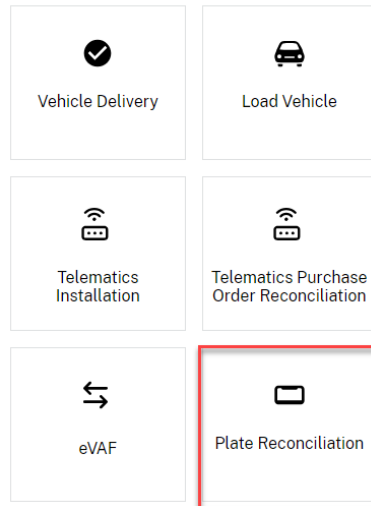 Vehicle Delivery
Load Vehicle
Telematics
Installation
Telematics Purchase
Order Reconciliation
eVAF
Plate Reconciliation